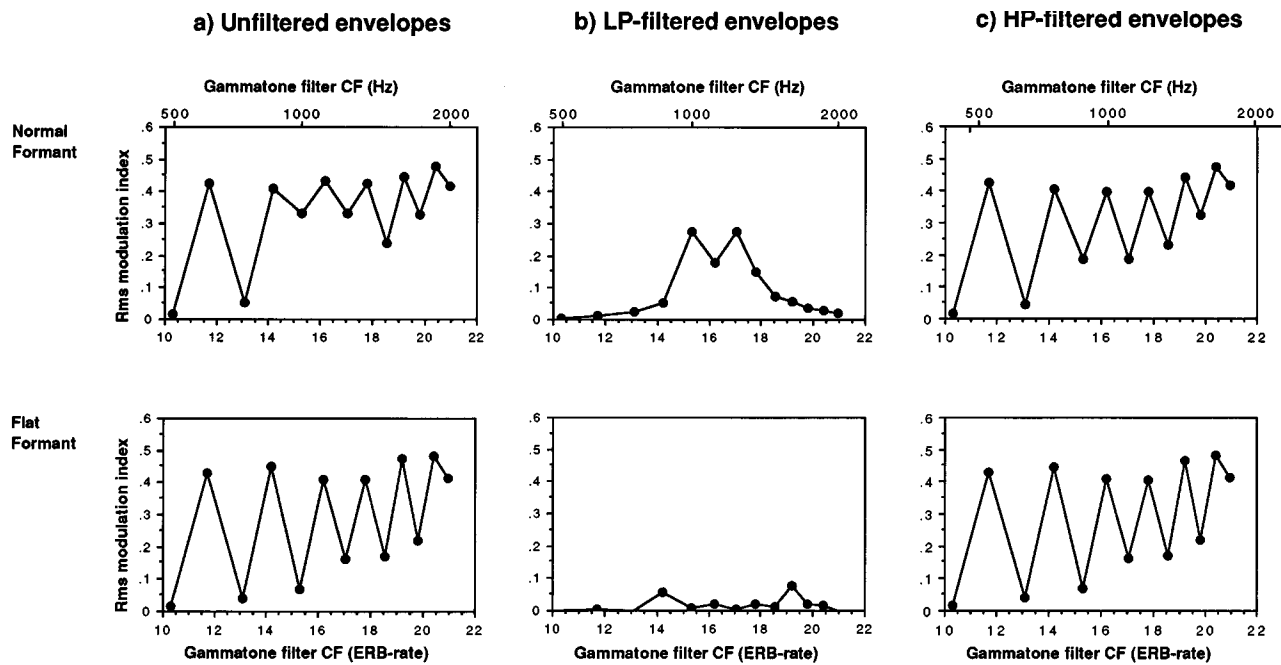 a) Unfiltered envelopes
b) LP-filtered envelopes
c) HP-filtered envelopes
Gammatone filter CF (Hz)
Gammatone filter CF (Hz)
Gammatone filter CF (Hz)
500 1000 2000
500 1000 2000
500 1000 2000
Normal
Formant
Rms modulation index
.6
.5
.4
.3
.2
.1
0
10 12 14 16 18 20 22
.6
.5
.4
.3
.2
.1
0
10 12 14 16 18 20 22
.6
.5
.4
.3
.2
.1
0
10 12 14 16 18 20 22
Flat
Formant
Rms modulation index
.6
.5
.4
.3
.2
.1
0
10 12 14 16 18 20 22
.6
.5
.4
.3
.2
.1
0
10 12 14 16 18 20 22
.6
.5
.4
.3
.2
.1
0
10 12 14 16 18 20 22
Gammatone filter CF (ERB-rate)
Gammatone filter CF (ERB-rate)
Gammatone filter CF (ERB-rate)